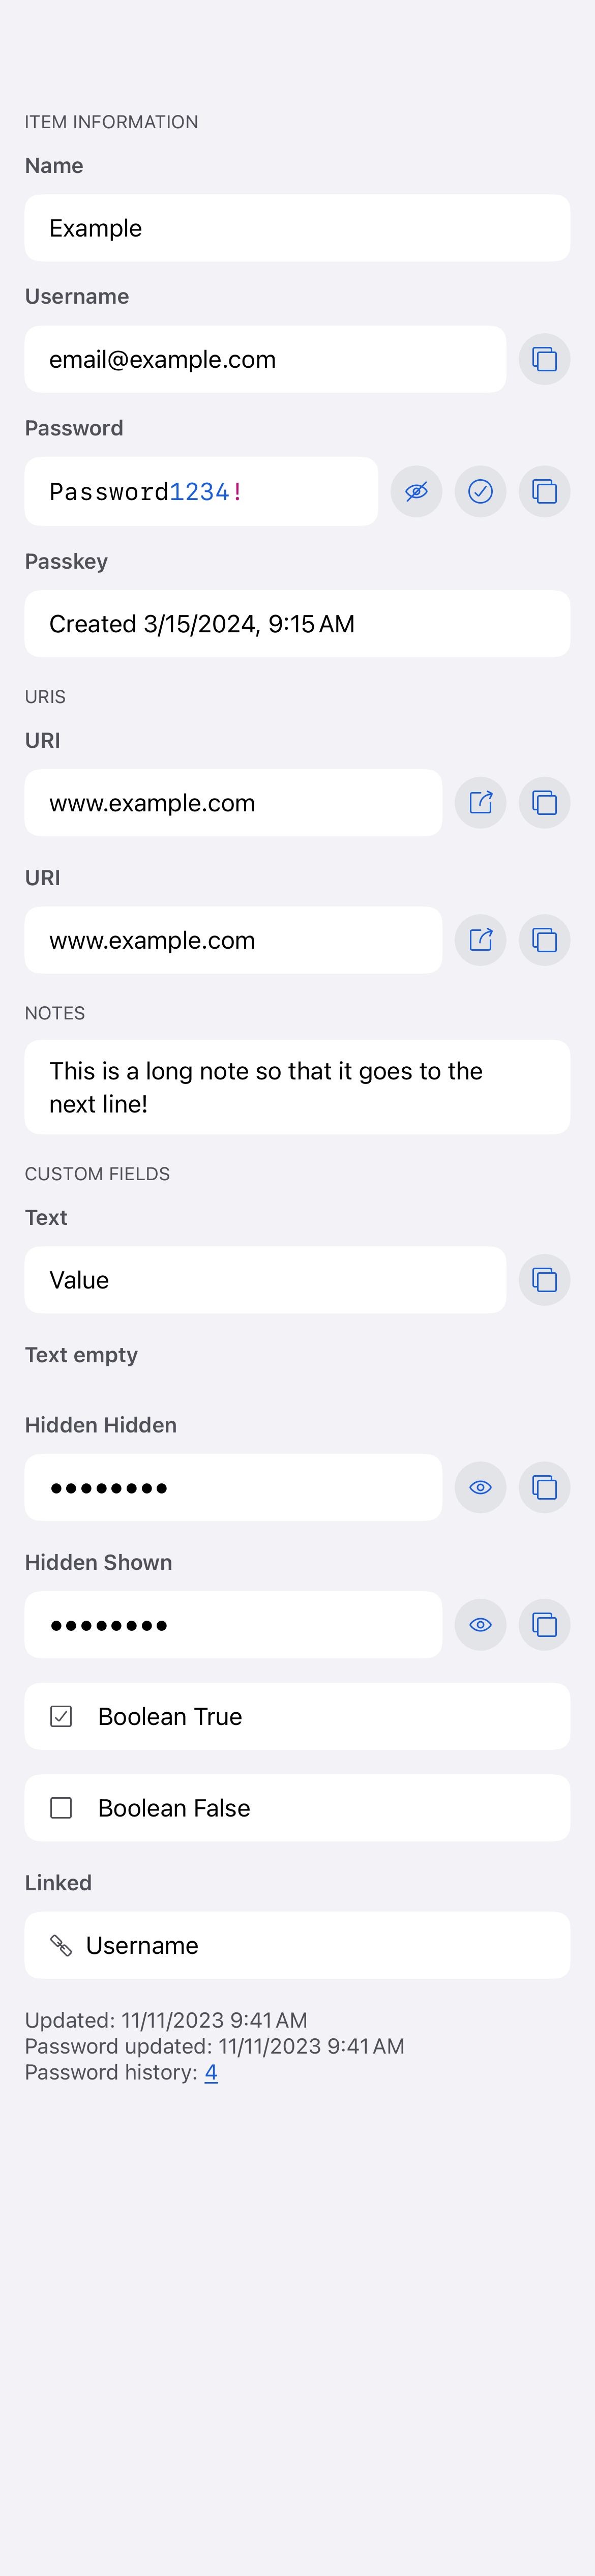 ITEM INFORMATION
Name
Example
Username
email@example.com
Password
Password1234!
Passkey
Created 3/15/2024, 9:15 AM
URIS
URI
www.example.com
URI
www.example.com
NOTES
This is a long note so that it goes to the
next line!
CUSTOM FIELDS
Text
Value
Text empty
Hidden Hidden
••••••••
Hidden Shown
••••••••
Boolean True
Boolean False
Linked
Username
Updated: 11/11/2023 9:41 AM
Password updated: 11/11/2023 9:41 AM
Password history: 4